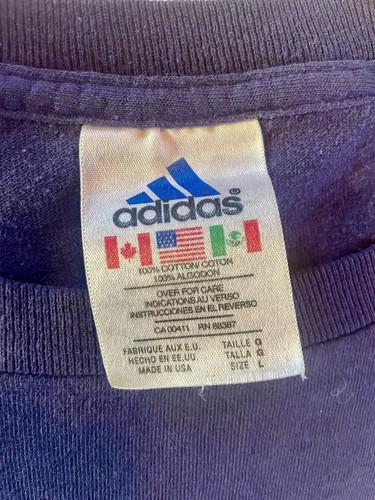 adidas®
100% COTTON/COTON
100% ALGODON
OVER FOR CARE
INDICATIONS AU VERSO
INSTRUCCIONES EN EL REVERSO
CA 00411 RN 88387
FABRIQUE AUX E.U. TAILLE G
HECHO EN EE.UU TALLA G
MADE IN USA SIZE L